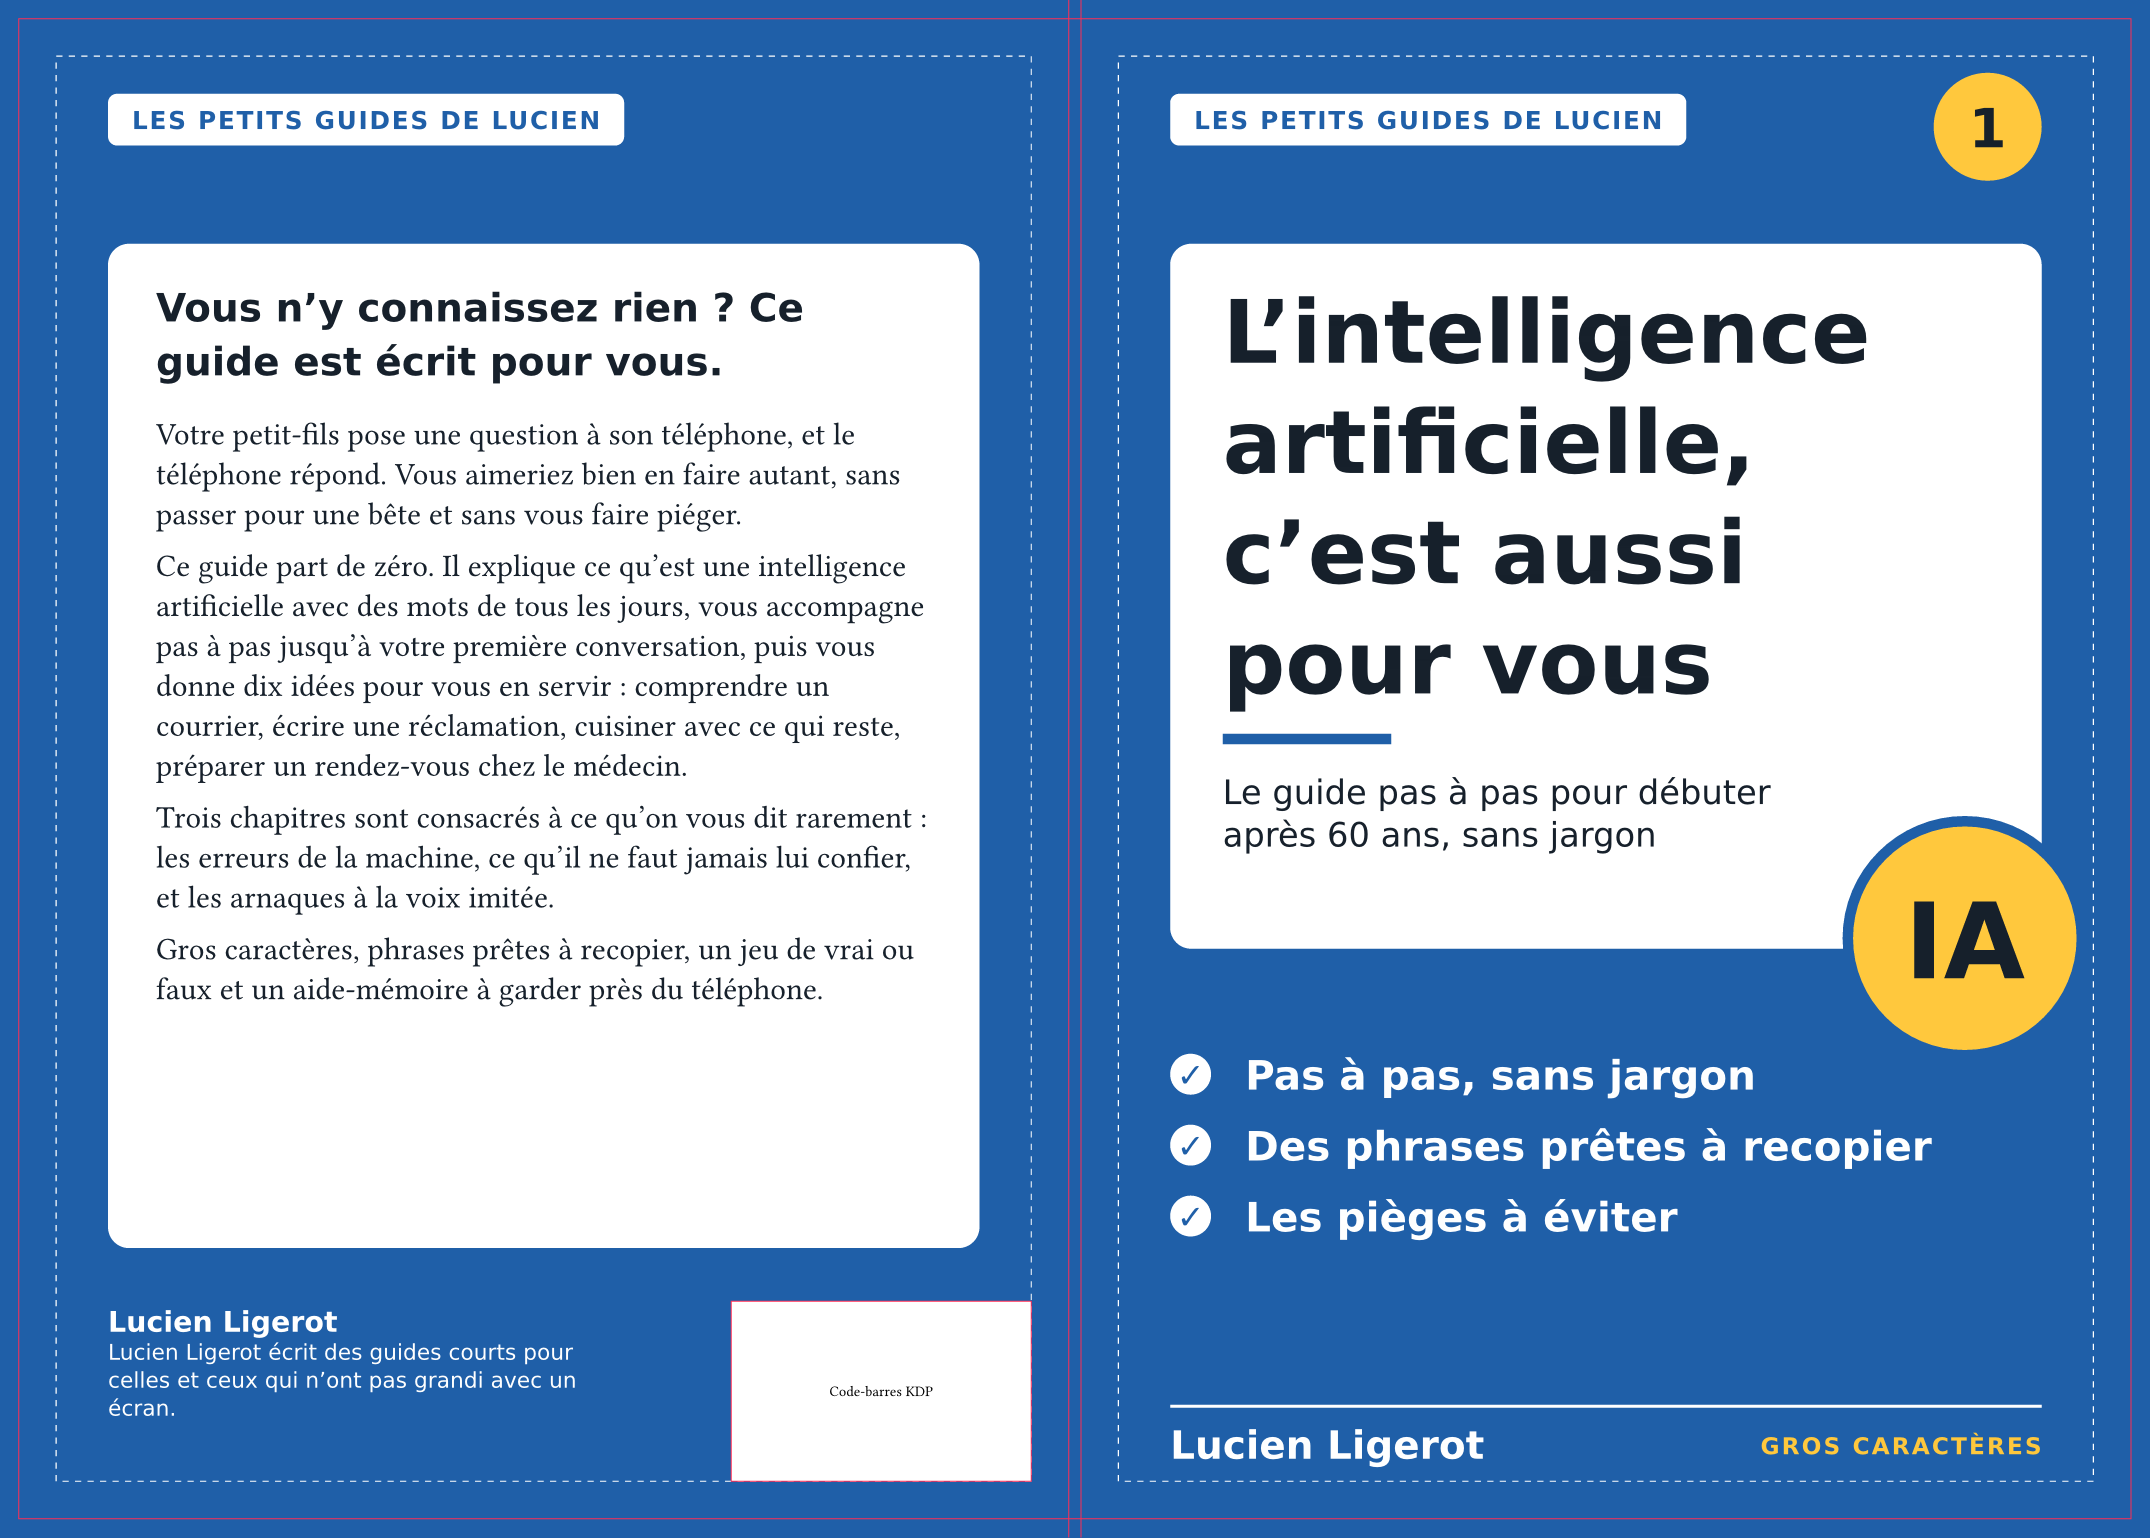 LES PETITS GUIDES DE LUCIEN
Vous n’y connaissez rien ? Ce
guide est écrit pour vous.
Votre petit-fils pose une question à son téléphone, et le
téléphone répond. Vous aimeriez bien en faire autant, sans
passer pour une bête et sans vous faire piéger.
Ce guide part de zéro. Il explique ce qu’est une intelligence
artificielle avec des mots de tous les jours, vous accompagne
pas à pas jusqu’à votre première conversation, puis vous
donne dix idées pour vous en servir : comprendre un
courrier, écrire une réclamation, cuisiner avec ce qui reste,
préparer un rendez-vous chez le médecin.
Trois chapitres sont consacrés à ce qu’on vous dit rarement :
les erreurs de la machine, ce qu’il ne faut jamais lui confier,
et les arnaques à la voix imitée.
Gros caractères, phrases prêtes à recopier, un jeu de vrai ou
faux et un aide-mémoire à garder près du téléphone.
Lucien Ligerot
Lucien Ligerot écrit des guides courts pour
celles et ceux qui n’ont pas grandi avec un
écran.
Code-barres KDP
LES PETITS GUIDES DE LUCIEN
1
L’intelligence
artificielle,
c’est aussi
pour vous
Le guide pas à pas pour débuter
après 60 ans, sans jargon
IA
✓ Pas à pas, sans jargon
✓ Des phrases prêtes à recopier
✓ Les pièges à éviter
Lucien Ligerot
GROS CARACTÈRES